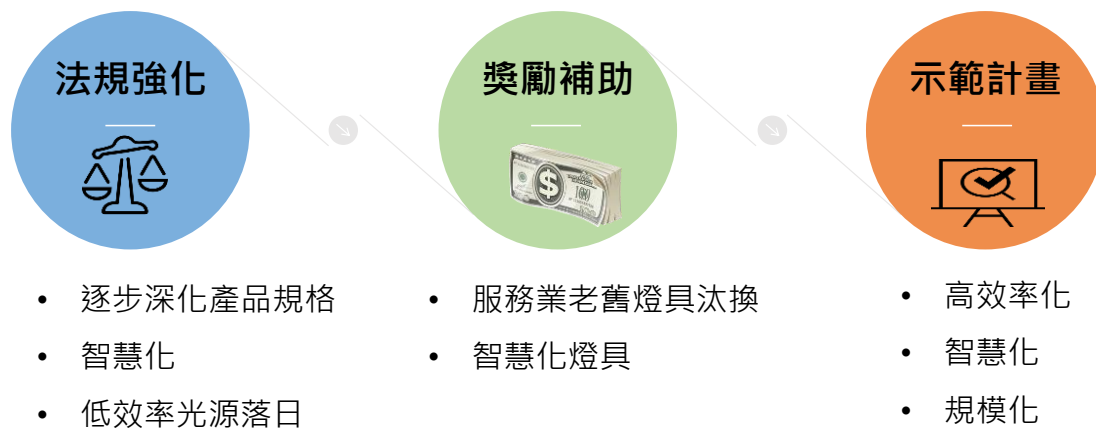 法規強化
• 逐步深化產品規格
• 智慧化
• 低效率光源落日
獎勵補助
• 服務業老舊燈具汰換
• 智慧化燈具
示範計畫
• 高效率化
• 智慧化
• 規模化